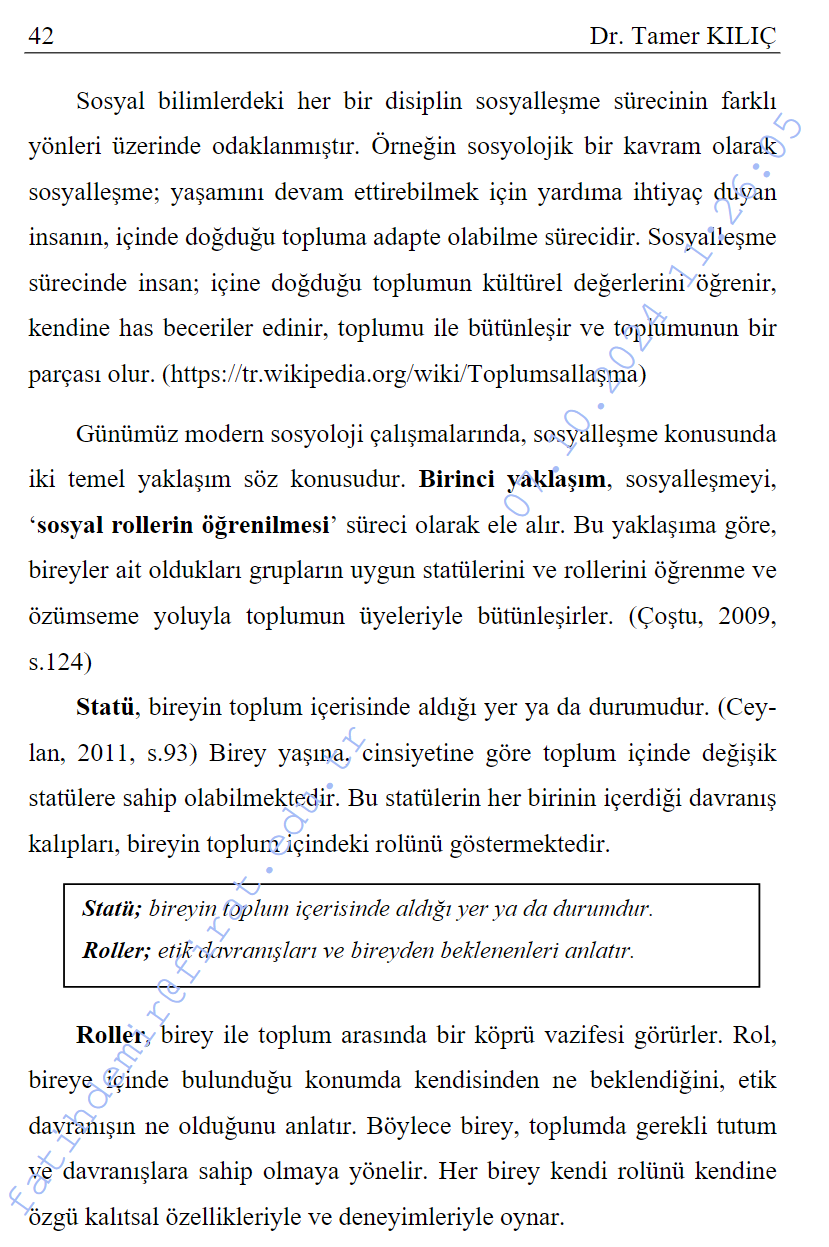 42 Dr. Tamer KILIÇ
Sosyal bilimlerdeki her bir disiplin sosyalleşme sürecinin farklı
yönleri üzerinde odaklanmıştır. Örneğin sosyolojik bir kavram olarak
sosyalleşme; yaşamını devam ettirebilmek için yardıma ihtiyaç duyan
insanın, içinde doğduğu topluma adapte olabilme sürecidir. Sosyalleşme
sürecinde insan; içine doğduğu toplumun kültürel değerlerini öğrenir,
kendine has beceriler edinir, toplumu ile bütünleşir ve toplumunun bir
parçası olur. (https://tr.wikipedia.org/wiki/Toplumsallaşma)
Günümüz modern sosyoloji çalışmalarında, sosyalleşme konusunda
iki temel yaklaşım söz konusudur. Birinci yaklaşım, sosyalleşmeyi,
‘sosyal rollerin öğrenilmesi’ süreci olarak ele alır. Bu yaklaşıma göre,
bireyler ait oldukları grupların uygun statülerini ve rollerini öğrenme ve
özümseme yoluyla toplumun üyeleriyle bütünleşirler. (Çoştu, 2009,
s.124)
Statü, bireyin toplum içerisinde aldığı yer ya da durumudur. (Cey-
lan, 2011, s.93) Birey yaşına, cinsiyetine göre toplum içinde değişik
statülere sahip olabilmektedir. Bu statülerin her birinin içerdiği davranış
kalıpları, bireyin toplum içindeki rolünü göstermektedir.
Statü; bireyin toplum içerisinde aldığı yer ya da durumdur.
Roller; etik davranışları ve bireyden beklenenleri anlatır.
Roller, birey ile toplum arasında bir köprü vazifesi görürler. Rol,
bireye içinde bulunduğu konumda kendisinden ne beklendiğini, etik
davranışın ne olduğunu anlatır. Böylece birey, toplumda gerekli tutum
ve davranışlara sahip olmaya yönelir. Her birey kendi rolünü kendine
özgü kalıtsal özellikleriyle ve deneyimleriyle oynar.
fatihdemir@firat.edu.tr
07.10.2024 11:26:05